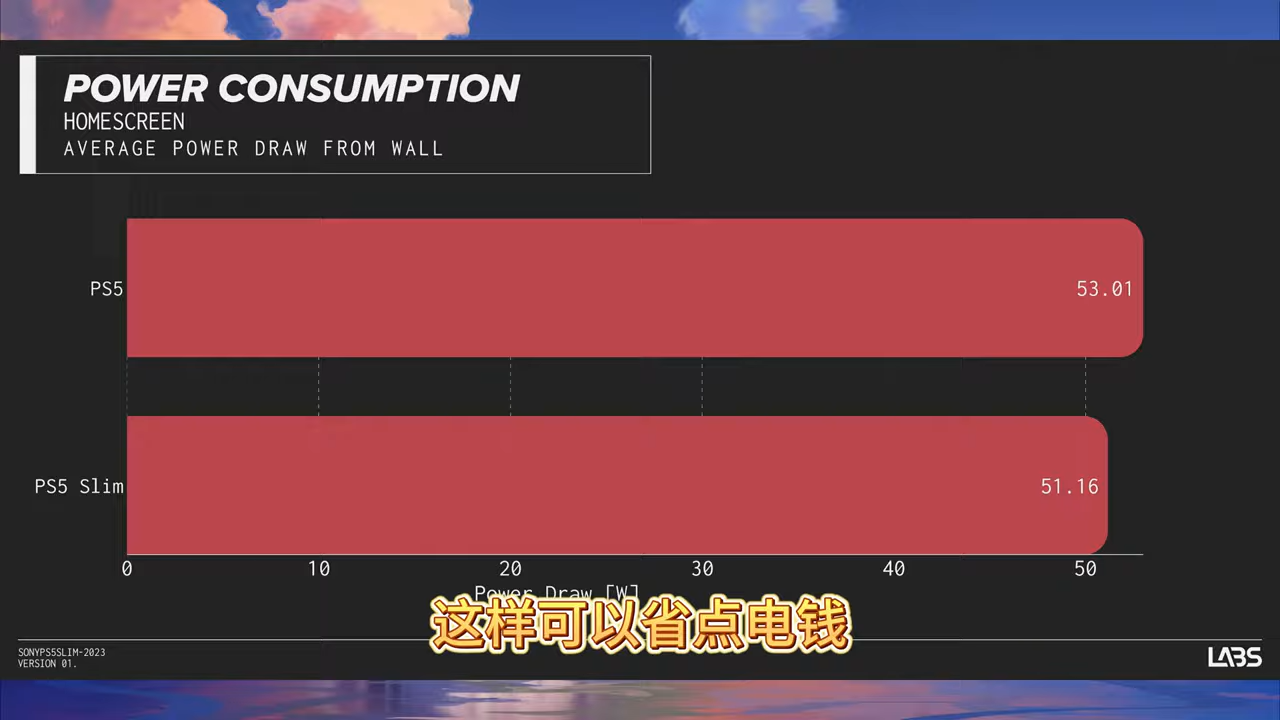 POWER CONSUMPTION
HOMESCREEN
AVERAGE POWER DRAW FROM WALL
PS5
53.01
PS5 Slim
51.16
0 10 20 30 40 50
Power Draw [W]
这样可以省点电钱
SONYPS5SLIM-2023
VERSION 01.
LABS